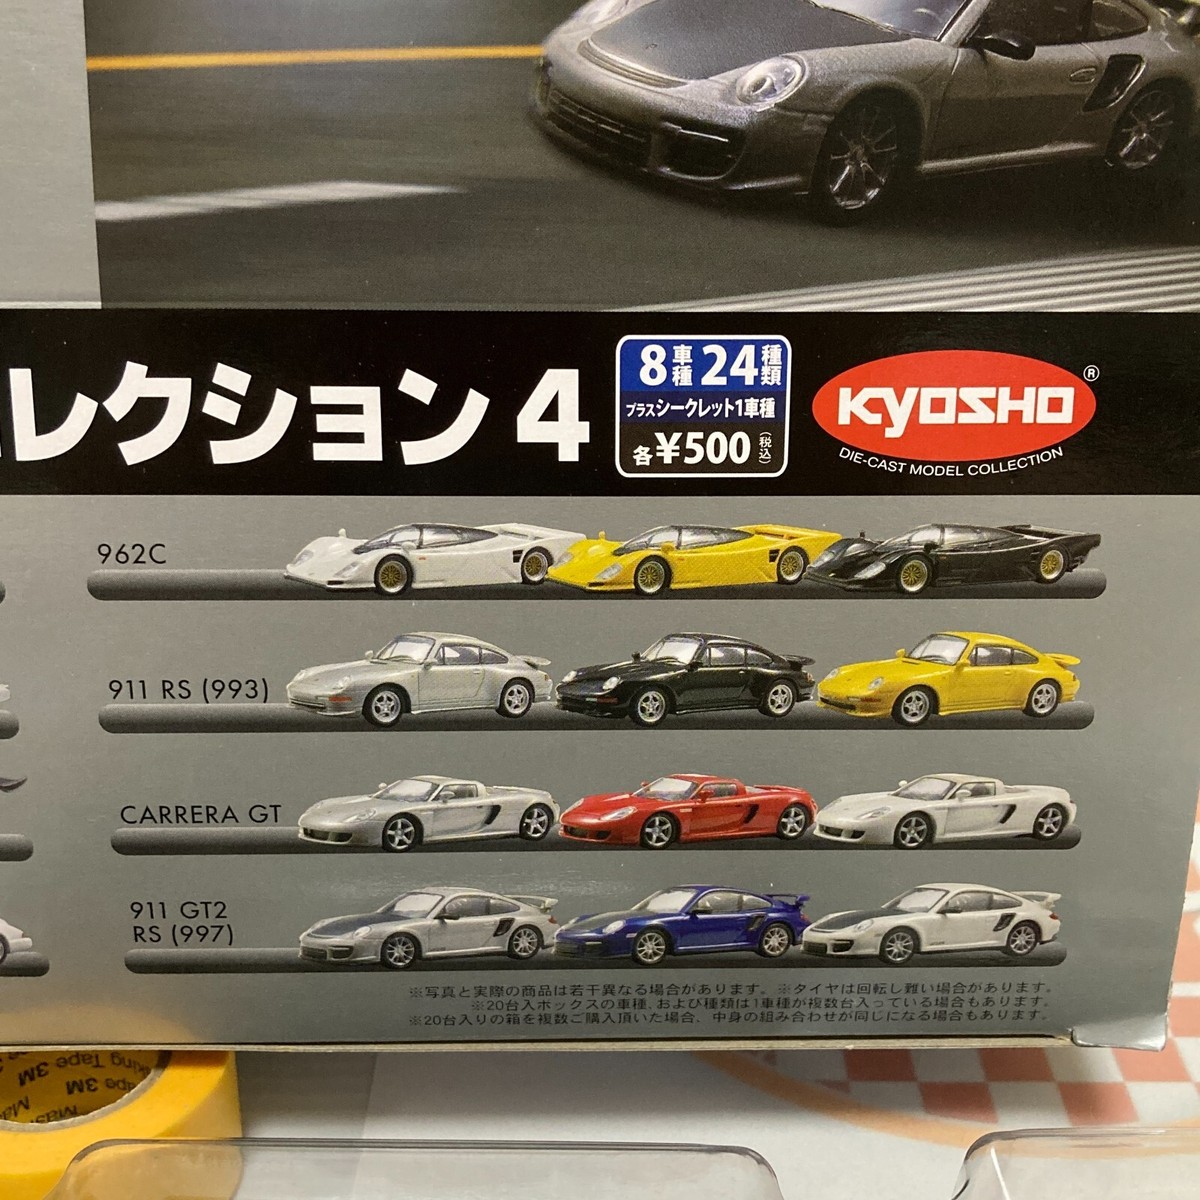 レクション4
8車種24種類
プラスシークレット1車種
各¥500(税込)
KYOSHO®
DIE-CAST MODEL COLLECTION
962C
911 RS (993)
CARRERA GT
911 GT2
RS (997)
※写真と実際の商品は若干異なる場合があります。※タイヤは回転し難い場合があります。
※20台入ボックスの車種、および種類は1車種が複数台入っている場合もあります。
※20台入りの箱を複数ご購入頂いた場合、中身の組み合わせが同じになる場合もあります。
king Tape 3M
Tape 3M
Mas